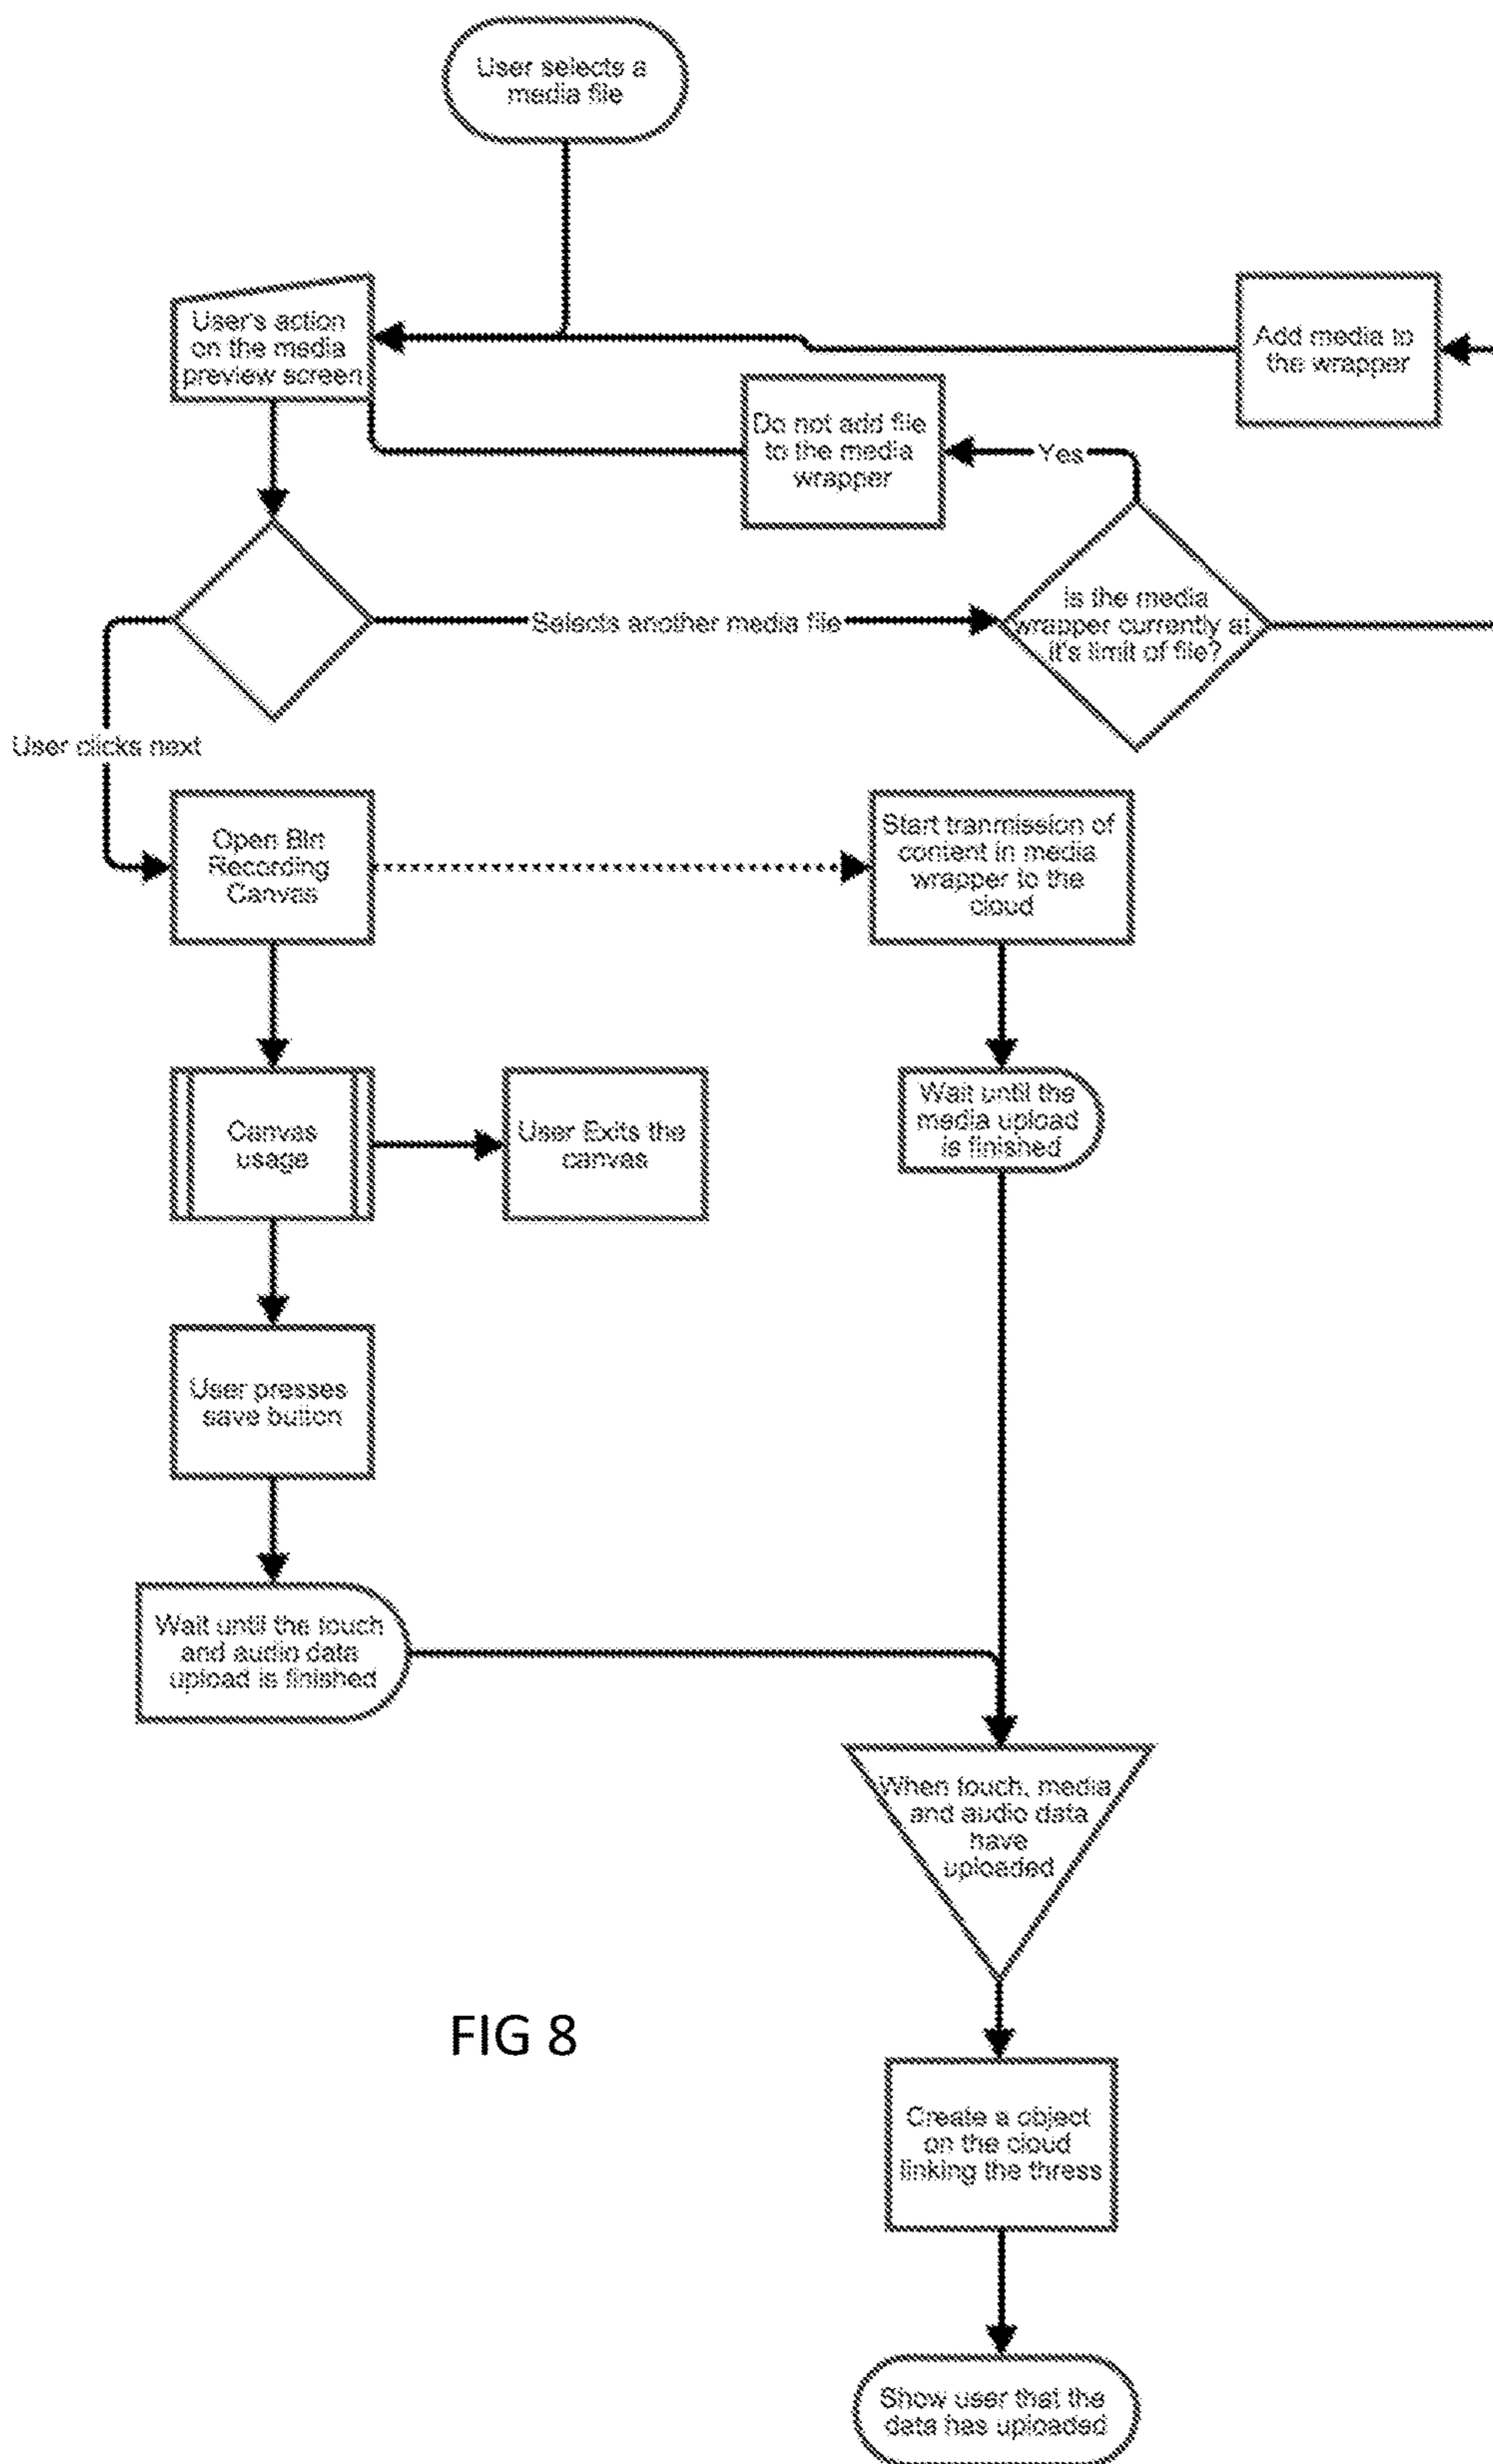 User selects a
media file
User's action
on the media
preview screen
Add media to
the wrapper
Do not add file
to the media
wrapper
Yes
Selects another media file
is the media
wrapper currently at
it's limit of file?
User clicks next
Open Bln
Recording
Canvas
Start tranmission of
content in media
wrapper to the
cloud
Canvas
usage
User Exits the
canvas
Wait until the
media upload
is finished
User presses
save button
Wait until the touch
and audio data
upload is finished
When touch, media
and audio data
have
uploaded
FIG 8
Create a object
on the cloud
linking the thress
Show user that the
data has uploaded